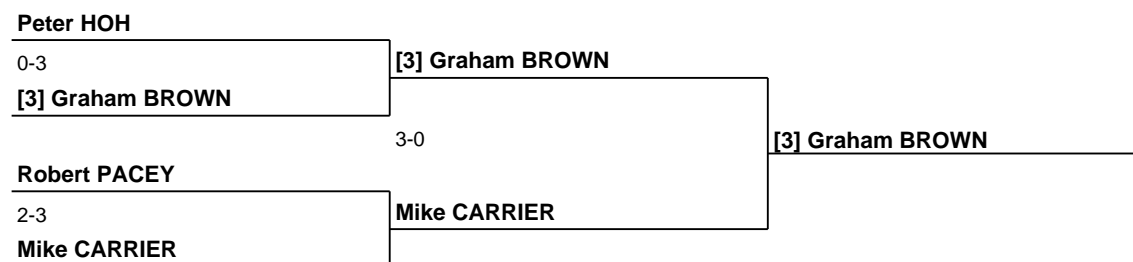 Peter HOH
0-3
[3] Graham BROWN
[3] Graham BROWN
3-0
[3] Graham BROWN
Robert PACEY
2-3
Mike CARRIER
Mike CARRIER